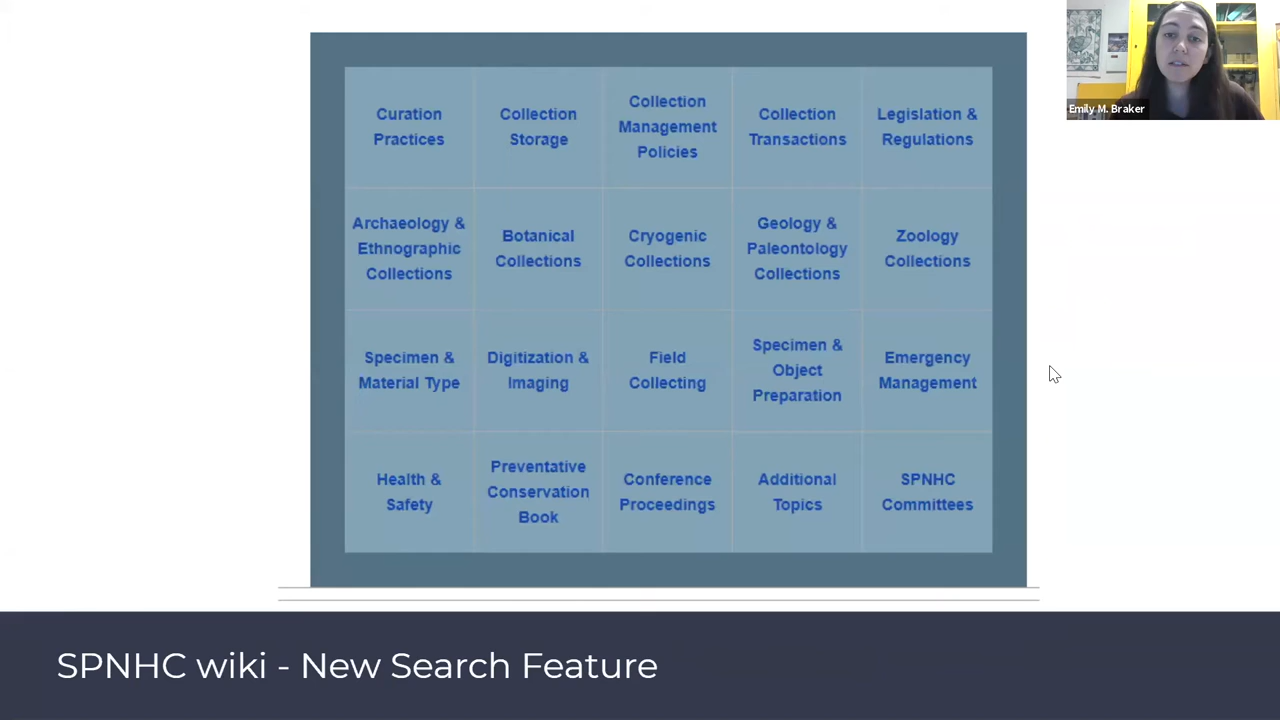 Emily M. Braker
Curation
Practices
Collection
Storage
Collection
Management
Policies
Collection
Transactions
Legislation &
Regulations
Archaeology &
Ethnographic
Collections
Botanical
Collections
Cryogenic
Collections
Geology &
Paleontology
Collections
Zoology
Collections
Specimen &
Material Type
Digitization &
Imaging
Field
Collecting
Specimen &
Object
Preparation
Emergency
Management
Health &
Safety
Preventative
Conservation
Book
Conference
Proceedings
Additional
Topics
SPNHC
Committees
SPNHC wiki - New Search Feature